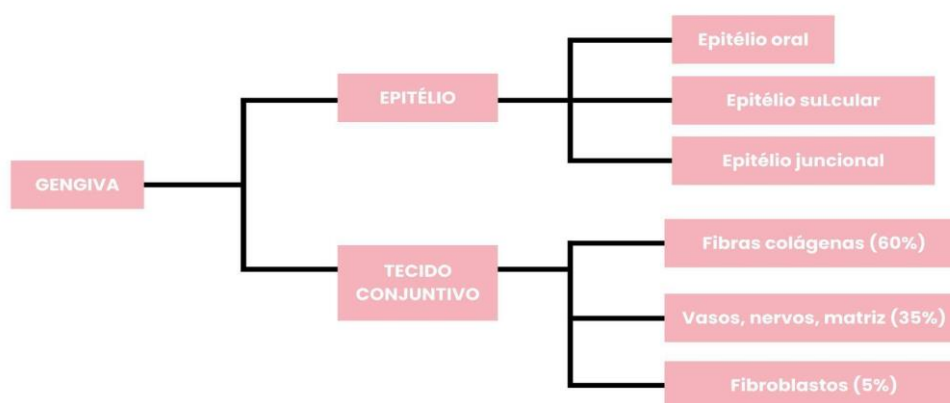 Epitélio oral
EPITÉLIO
Epitélio suLcular
Epitélio juncional
GENGIVA
Fibras colágenas (60%)
TECIDO
CONJUNTIVO
Vasos, nervos, matriz (35%)
Fibroblastos (5%)